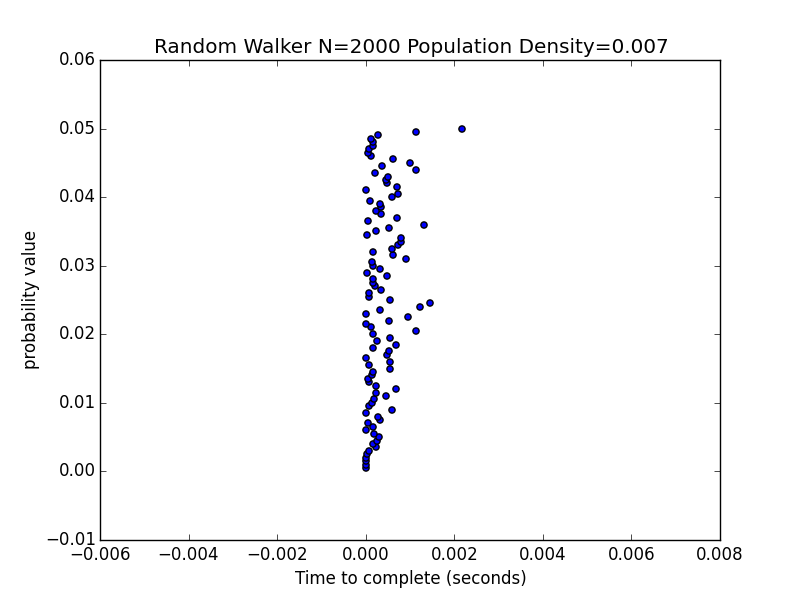 Random Walker N=2000 Population Density=0.007
0.06
0.05
0.04
0.03
0.02
0.01
0.00
−0.01
probability value
−0.006 −0.004 −0.002 0.000 0.002 0.004 0.006 0.008
Time to complete (seconds)